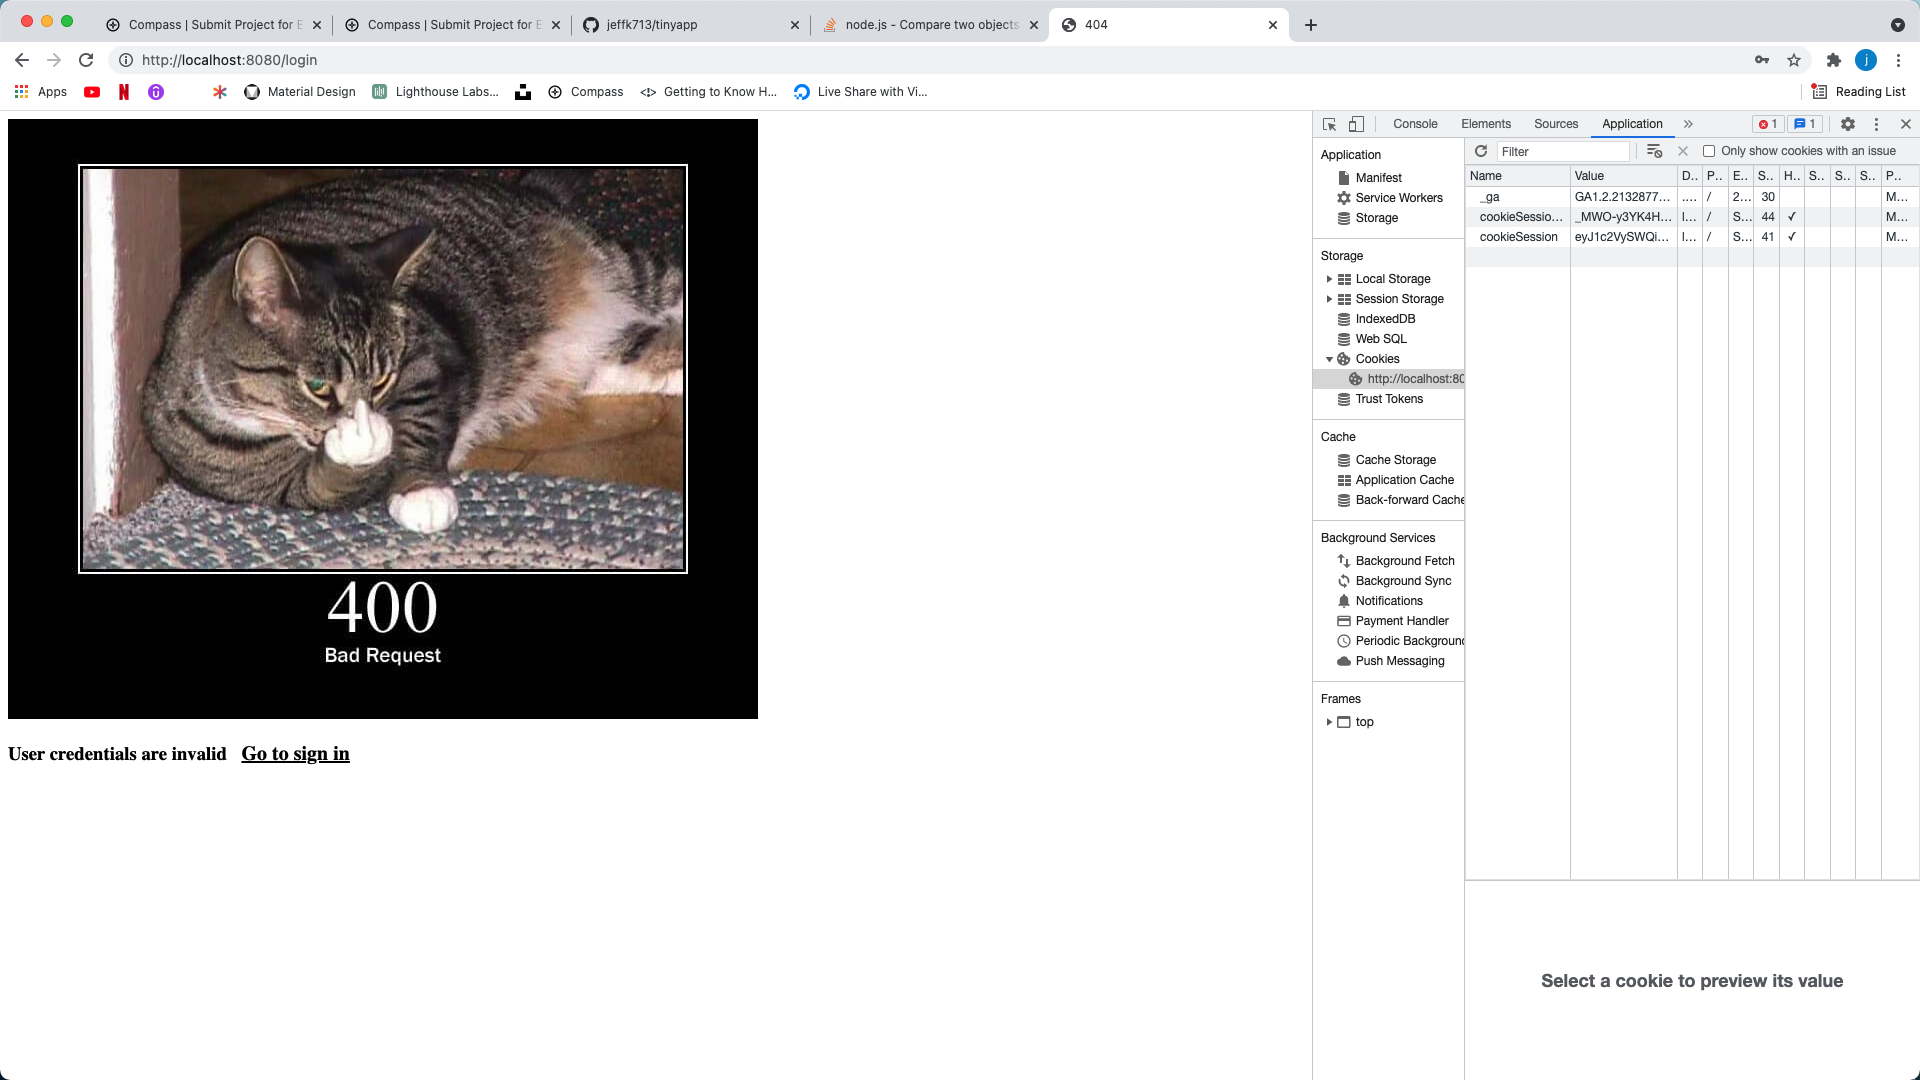 Compass | Submit Project for E
Compass | Submit Project for E
jeffk713/tinyapp
node.js - Compare two objects
404
http://localhost:8080/login
j
Apps
Material Design
Lighthouse Labs...
Compass
Getting to Know H...
Live Share with Vi...
Reading List
400
Bad Request
User credentials are invalid Go to sign in
Console
Elements
Sources
Application
1
1
Application
Manifest
Service Workers
Storage
Storage
Local Storage
Session Storage
IndexedDB
Web SQL
Cookies
http://localhost:80
Trust Tokens
Cache
Cache Storage
Application Cache
Back-forward Cache
Background Services
Background Fetch
Background Sync
Notifications
Payment Handler
Periodic Background
Push Messaging
Frames
top
Filter
Only show cookies with an issue
Name Value D.. P.. E.. S.. H.. S.. S.. S.. P..
_ga GA1.2.2132877... .... / 2... 30 M...
cookieSessio... _MWO-y3YK4H... l... / S... 44 ✓ M...
cookieSession eyJ1c2VySWQi... l... / S... 41 ✓ M...
Select a cookie to preview its value